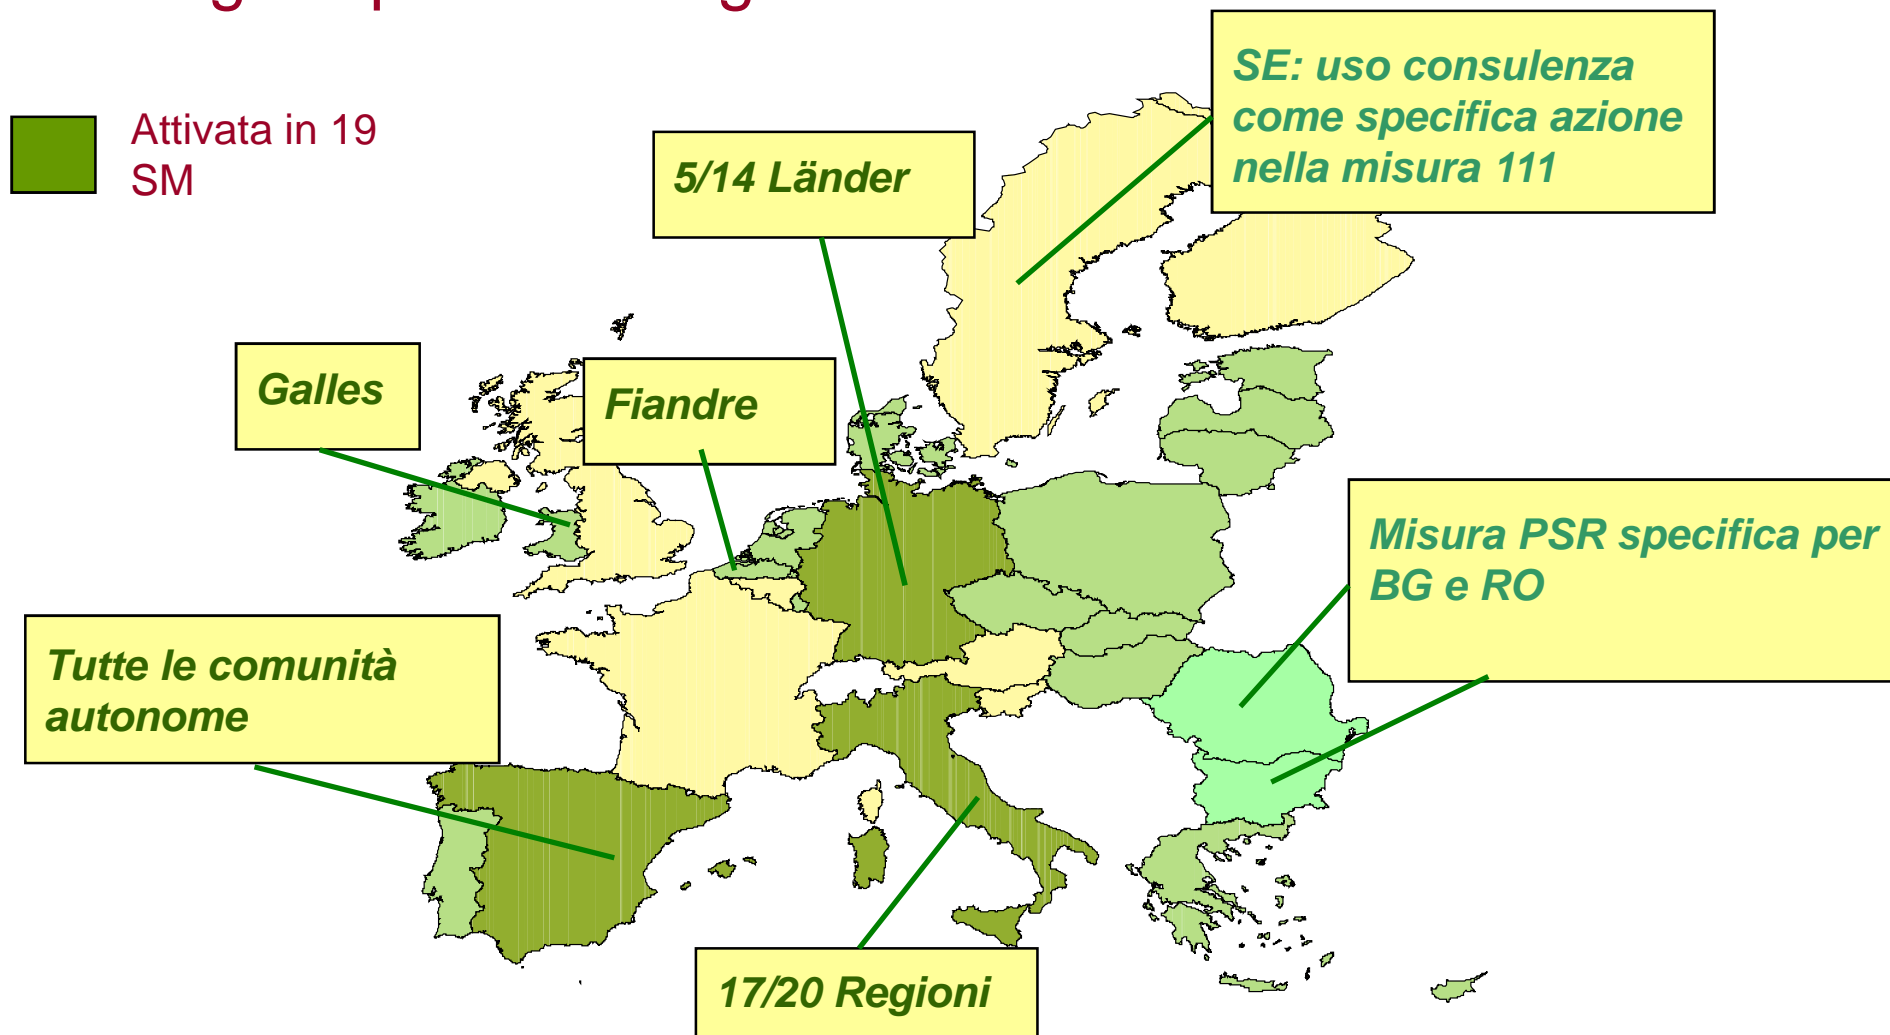 Attivata in 19
SM
SE: uso consulenza
come specifica azione
nella misura 111
5/14 Länder
Galles
Fiandre
Misura PSR specifica per
BG e RO
Tutte le comunità
autonome
17/20 Regioni